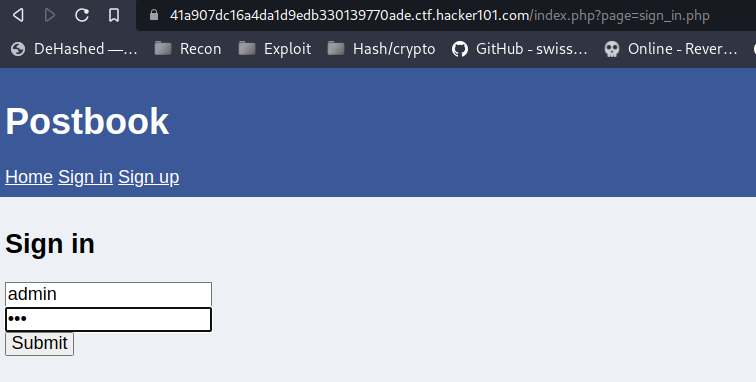 41a907dc16a4da1d9edb330139770ade.ctf.hacker101.com/index.php?page=sign_in.php
DeHashed —... Recon Exploit Hash/crypto GitHub - swiss... Online - Rever...
Postbook
Home Sign in Sign up
Sign in
admin
•••
Submit